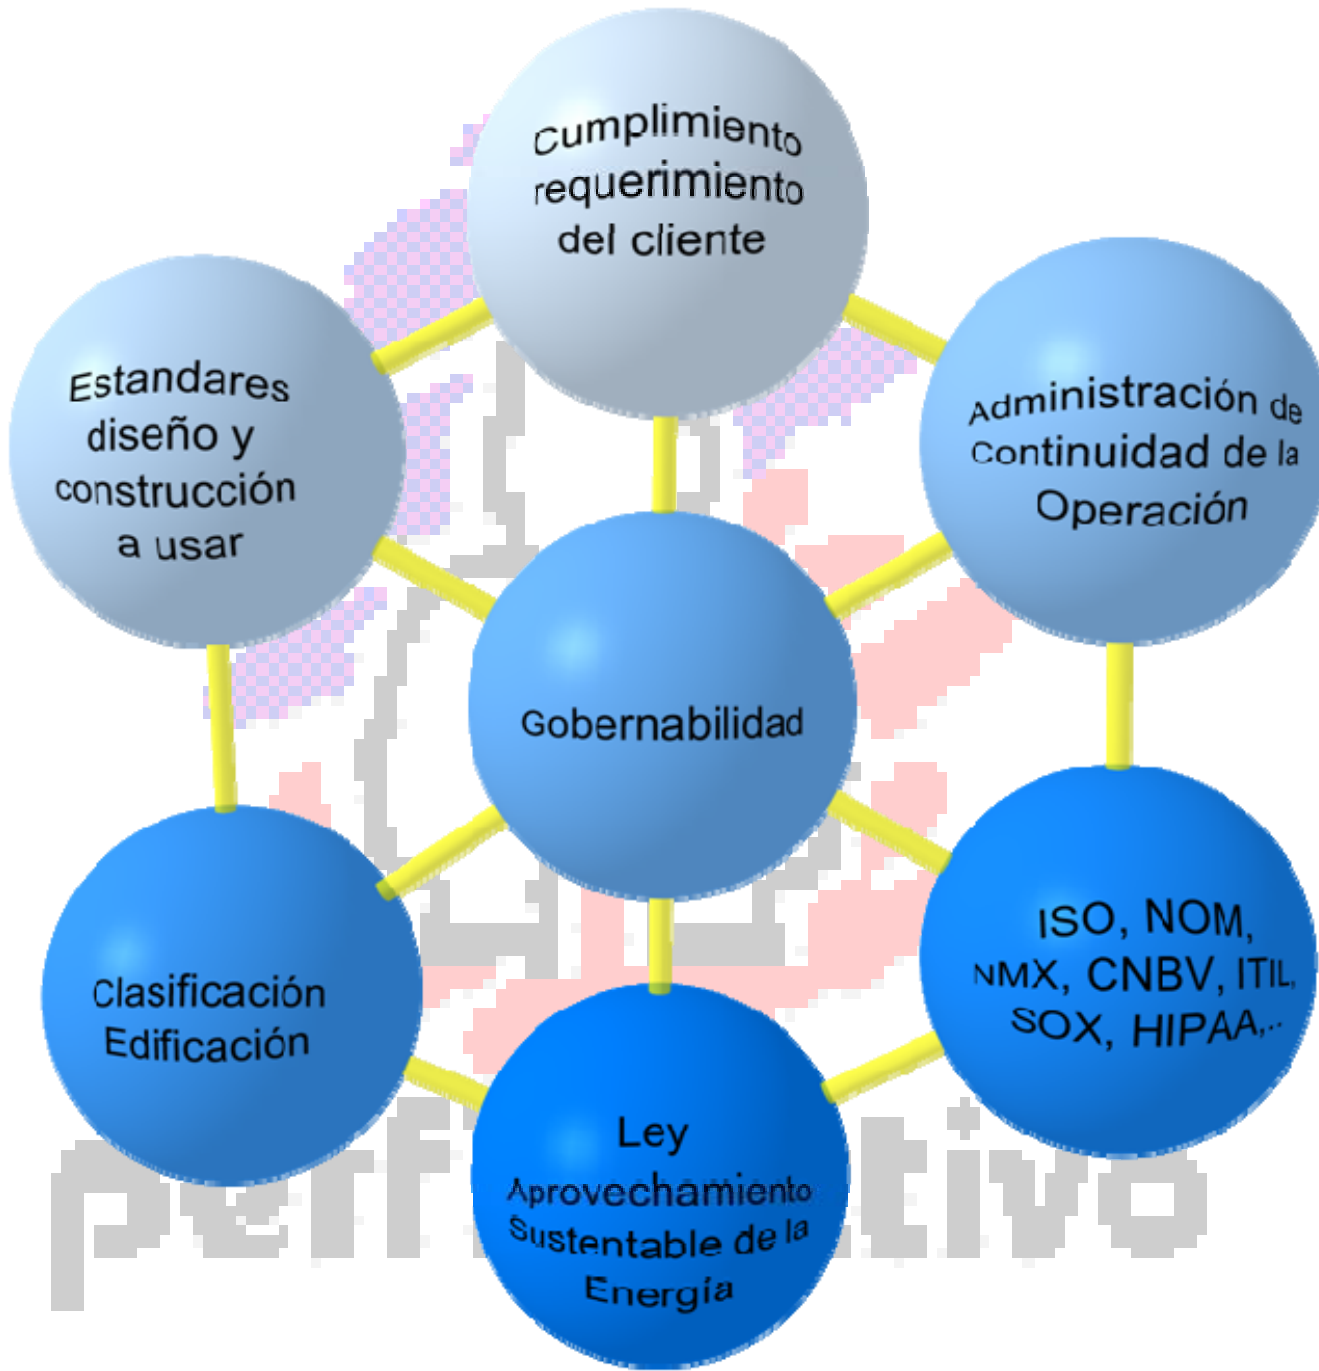 Cumplimiento
requerimiento
del cliente
Estandares
diseño y
construcción
a usar
Administración de
Continuidad de la
Operación
Gobernabilidad
Clasificación
Edificación
ISO, NOM,
NMX, CNBV, ITIL,
SOX, HIPAA,..
Ley
Aprovechamiento
Sustentable de la
Energía